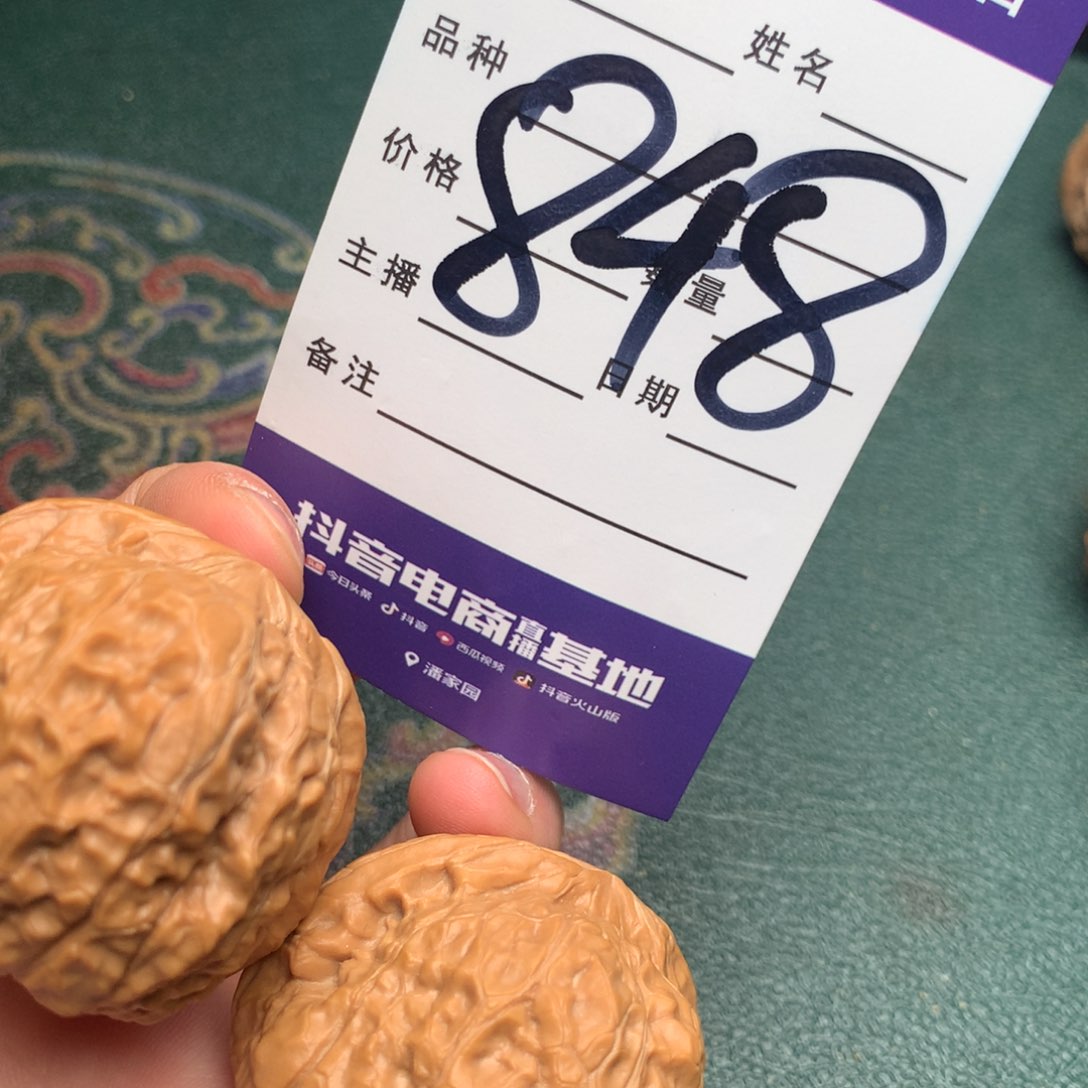 姓名
品种
848
价格
数量
主播
日期
备注
抖音电商直播基地
今日头条 抖音 西瓜视频 抖音火山版
潘家园